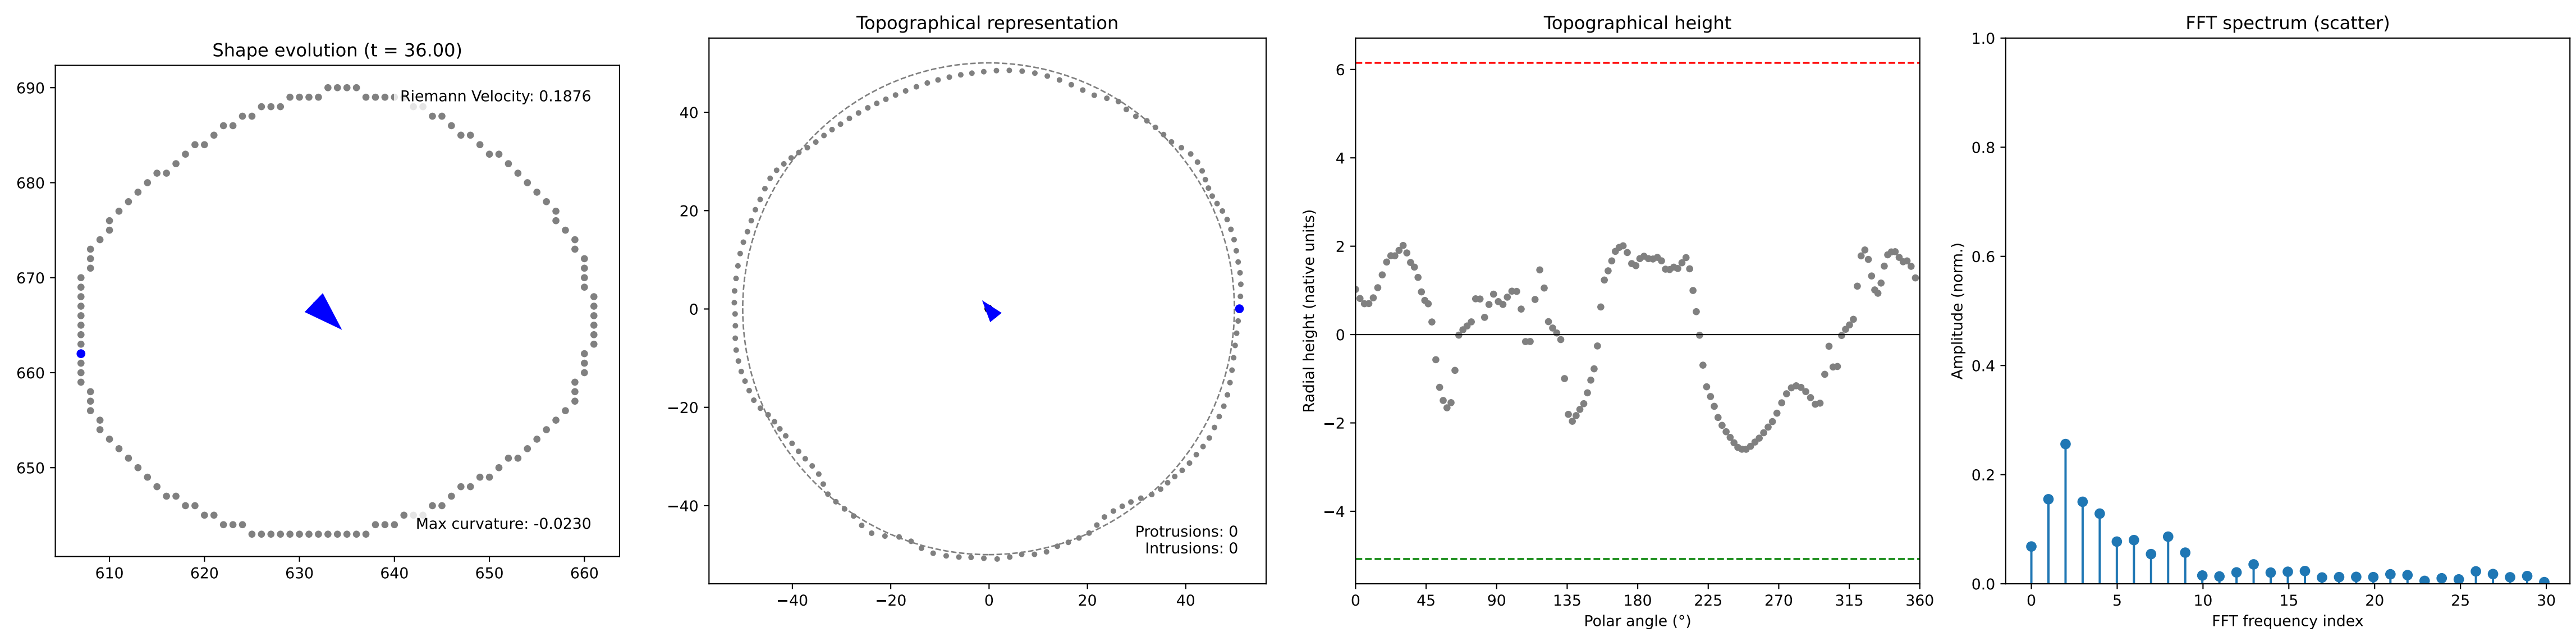 Shape evolution (t = 36.00)
690
680
670
660
650
610 620 630 640 650 660
Riemann Velocity: 0.1876
Max curvature: -0.0230
Topographical representation
40
20
0
−20
−40
−40 −20 0 20 40
Protrusions: 0
Intrusions: 0
Topographical height
Radial height (native units)
6
4
2
0
−2
−4
0 45 90 135 180 225 270 315 360
Polar angle (°)
FFT spectrum (scatter)
Amplitude (norm.)
1.0
0.8
0.6
0.4
0.2
0.0
0 5 10 15 20 25 30
FFT frequency index